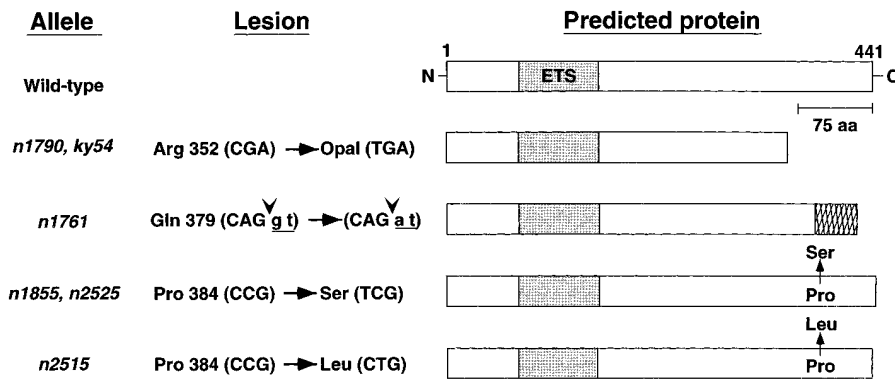 Allele Lesion Predicted protein
1 441
Wild-type N ETS C
75 aa
n1790, ky54 Arg 352 (CGA) → Opal (TGA)
n1761 Gln 379 (CAG g t) → (CAG a t)
Ser
n1855, n2525 Pro 384 (CCG) → Ser (TCG) Pro
Leu
n2515 Pro 384 (CCG) → Leu (CTG) Pro